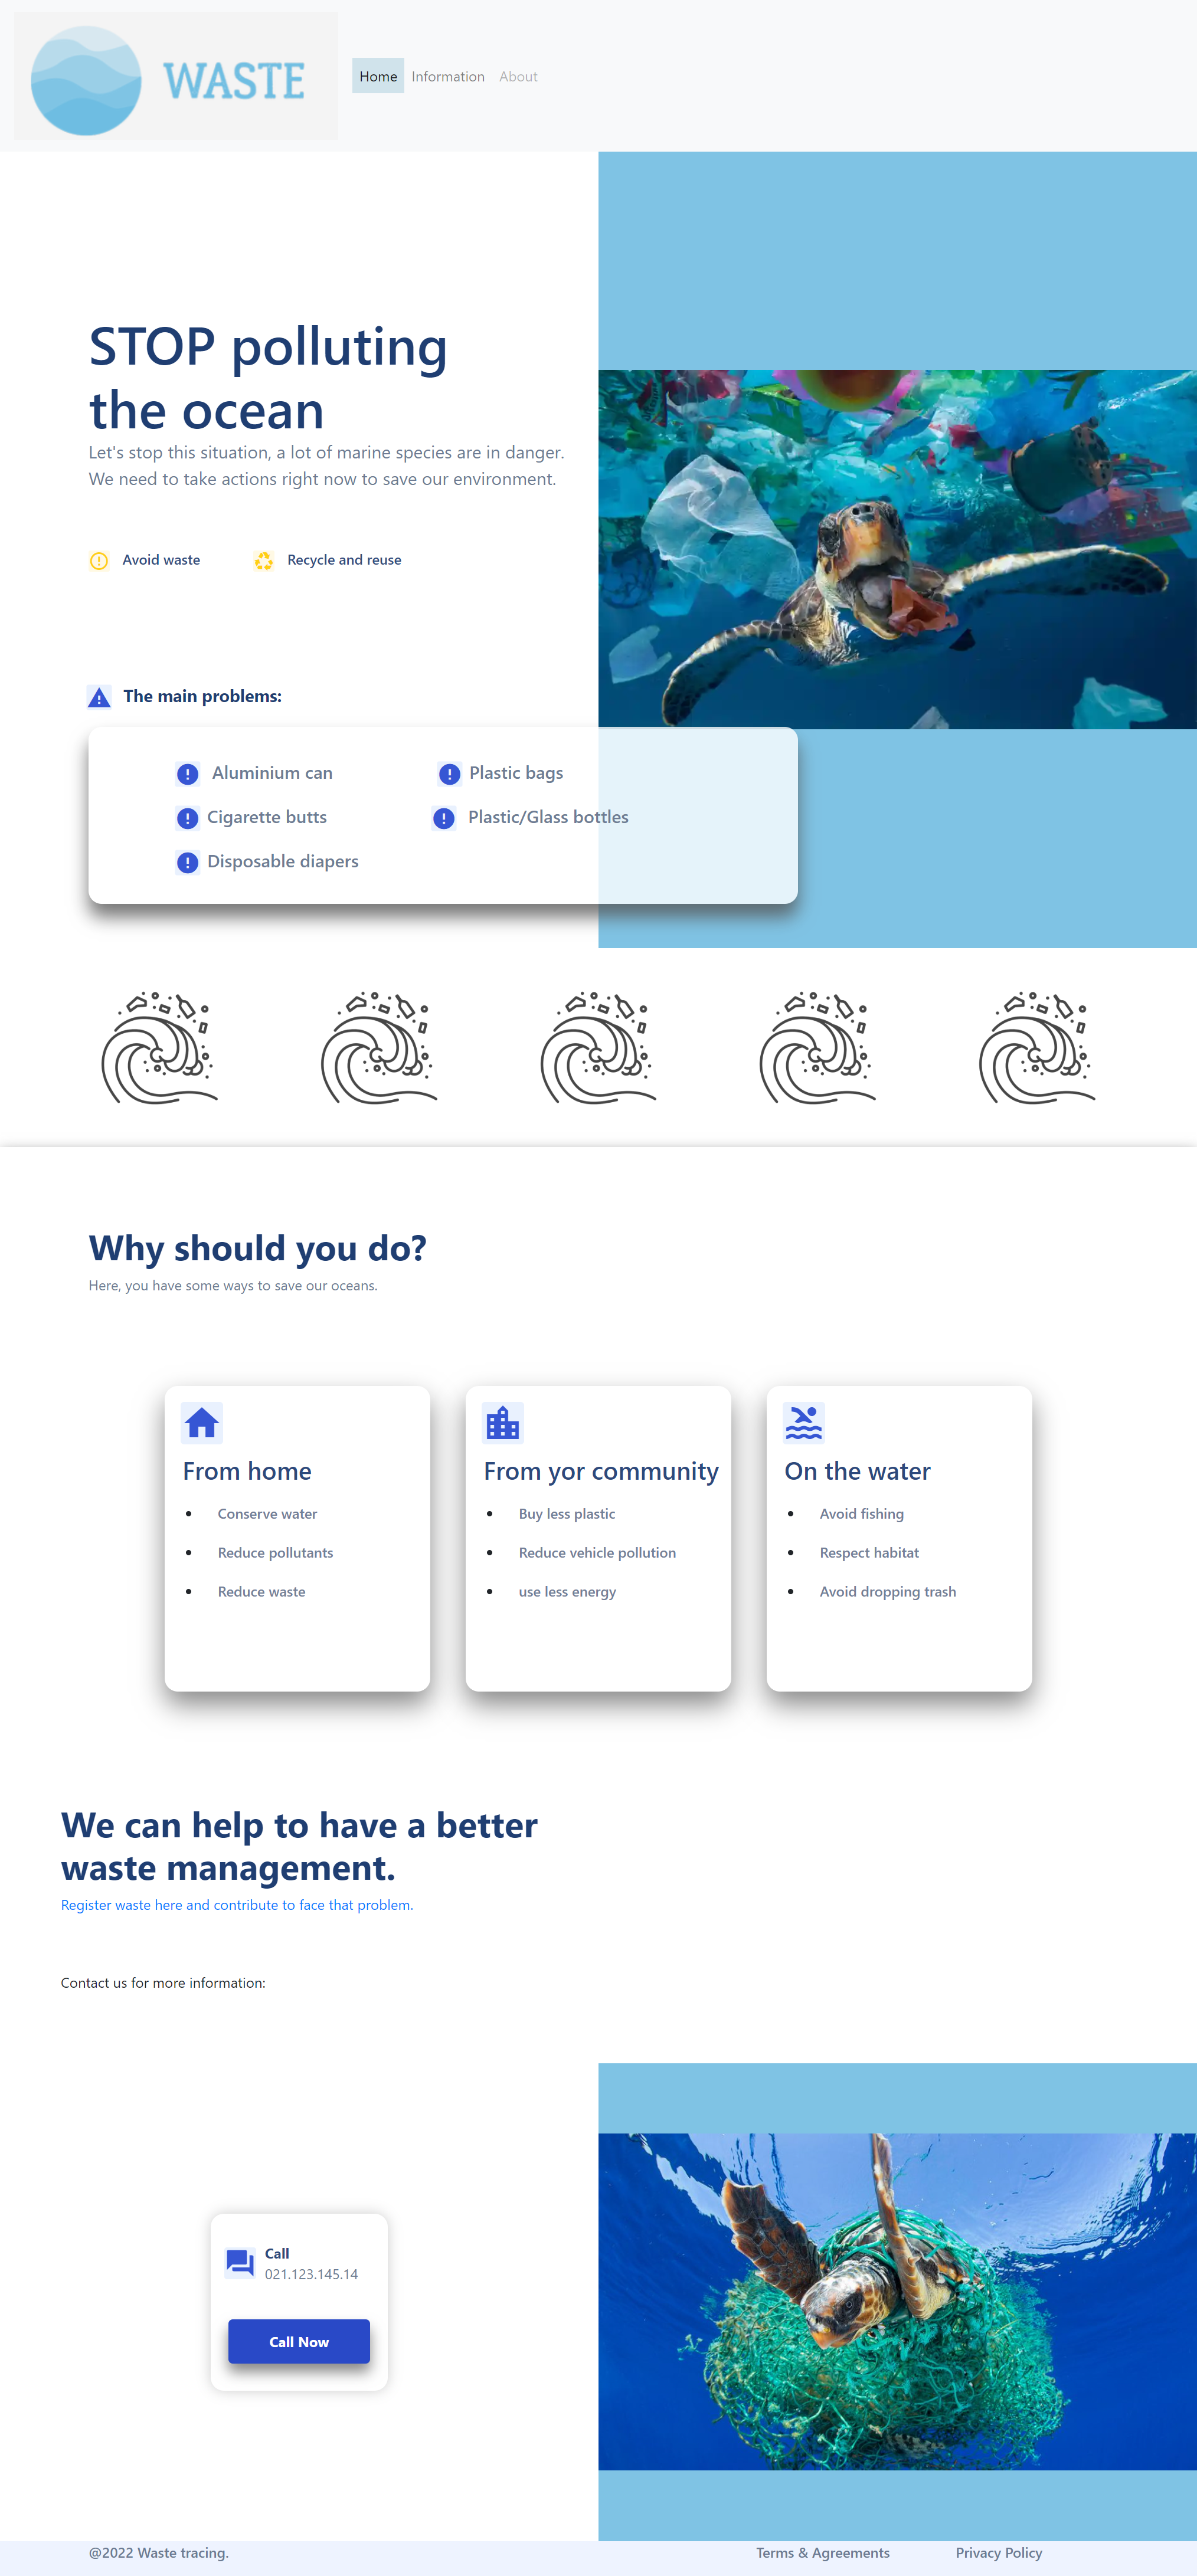 WASTE
Home Information About
STOP polluting
the ocean
Let's stop this situation, a lot of marine species are in danger.
We need to take actions right now to save our environment.
Avoid waste Recycle and reuse
The main problems:
Aluminium can Plastic bags
Cigarette butts Plastic/Glass bottles
Disposable diapers
Why should you do?
Here, you have some ways to save our oceans.
From home
Conserve water
Reduce pollutants
Reduce waste
From yor community
Buy less plastic
Reduce vehicle pollution
use less energy
On the water
Avoid fishing
Respect habitat
Avoid dropping trash
We can help to have a better
waste management.
Register waste here and contribute to face that problem.
Contact us for more information:
Call
021.123.145.14
Call Now
@2022 Waste tracing. Terms & Agreements Privacy Policy